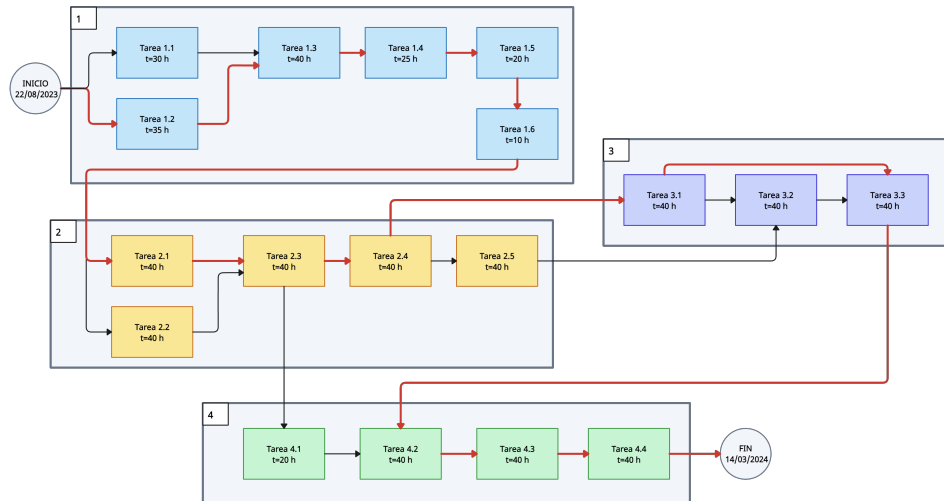 1
Tarea 1.1
t=30 h
Tarea 1.3
t=40 h
Tarea 1.4
t=25 h
Tarea 1.5
t=20 h
INICIO
22/08/2023
Tarea 1.2
t=35 h
Tarea 1.6
t=10 h
3
Tarea 3.1
t=40 h
Tarea 3.2
t=40 h
Tarea 3.3
t=40 h
2
Tarea 2.1
t=40 h
Tarea 2.3
t=40 h
Tarea 2.4
t=40 h
Tarea 2.5
t=40 h
Tarea 2.2
t=40 h
4
Tarea 4.1
t=20 h
Tarea 4.2
t=40 h
Tarea 4.3
t=40 h
Tarea 4.4
t=40 h
FIN
14/03/2024